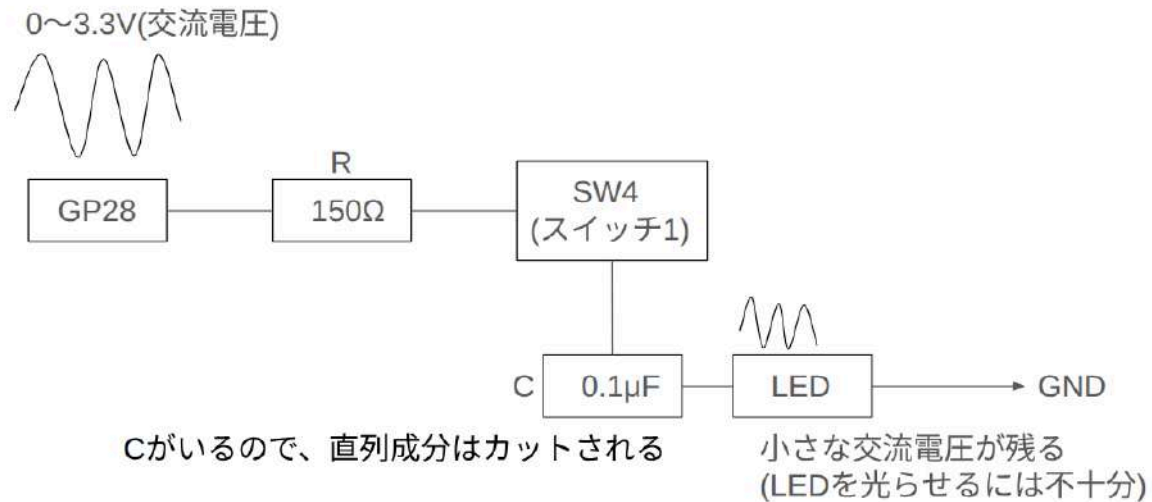 0〜3.3V(交流電圧)
R
GP28
150Ω
SW4
(スイッチ1)
C
0.1μF
LED
GND
Cがいるので、直列成分はカットされる
小さな交流電圧が残る
(LEDを光らせるには不十分)